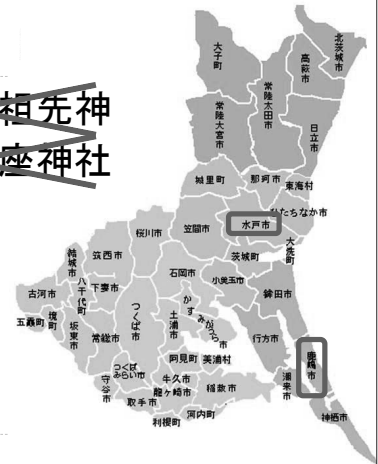 祖先神
座神社
北茨城市
大子町
高萩市
常陸太田市
常陸大宮市
日立市
城里町
那珂市
東海村
ひたちなか市
水戸市
笠間市
桜川市
大洗町
茨城町
筑西市
結城市
石岡市
小美玉市
八千代町
下妻市
かすみがうら市
鉾田市
古河市
つくば市
土浦市
境町
五霞町
坂東市
常総市
行方市
鹿嶋市
阿見町
美浦村
つくばみらい市
牛久市
守谷市
龍ヶ崎市
稲敷市
潮来市
取手市
河内町
利根町
神栖市